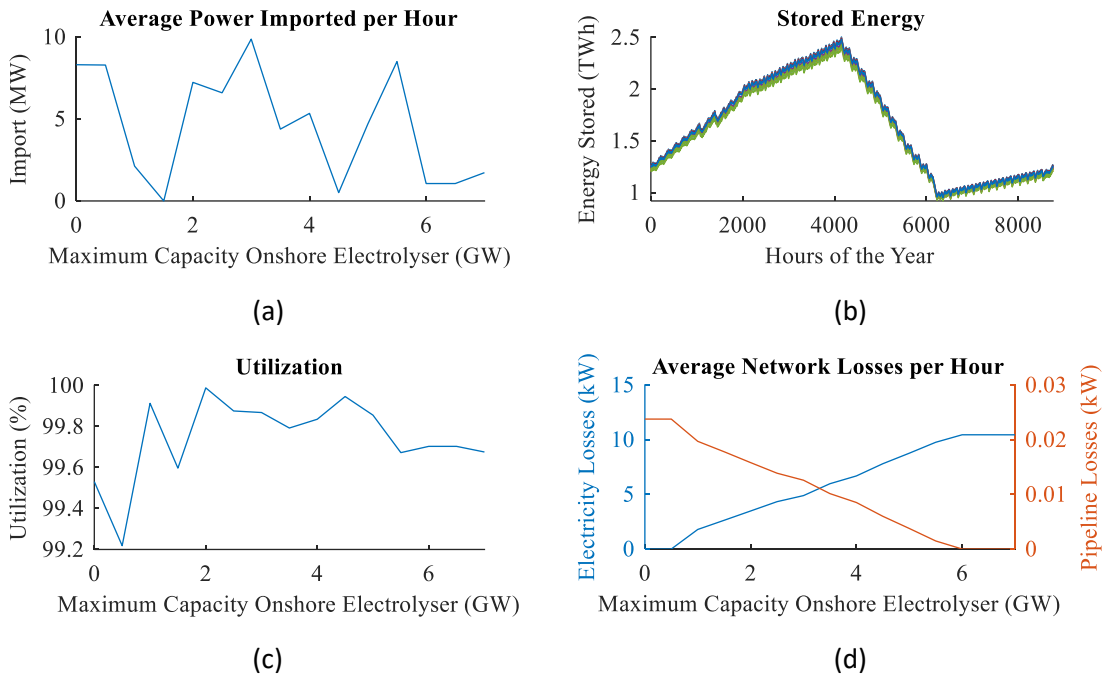 Average Power Imported per Hour
Import (MW)
10
5
0
0 2 4 6
Maximum Capacity Onshore Electrolyser (GW)
(a)
Stored Energy
Energy Stored (TWh)
2.5
2
1.5
1
0 2000 4000 6000 8000
Hours of the Year
(b)
Utilization
Utilization (%)
100
99.8
99.6
99.4
99.2
0 2 4 6
Maximum Capacity Onshore Electrolyser (GW)
(c)
Average Network Losses per Hour
Electricity Losses (kW)
15
10
5
0
0.03
0.02
0.01
0
Pipeline Losses (kW)
0 2 4 6
Maximum Capacity Onshore Electrolyser (GW)
(d)